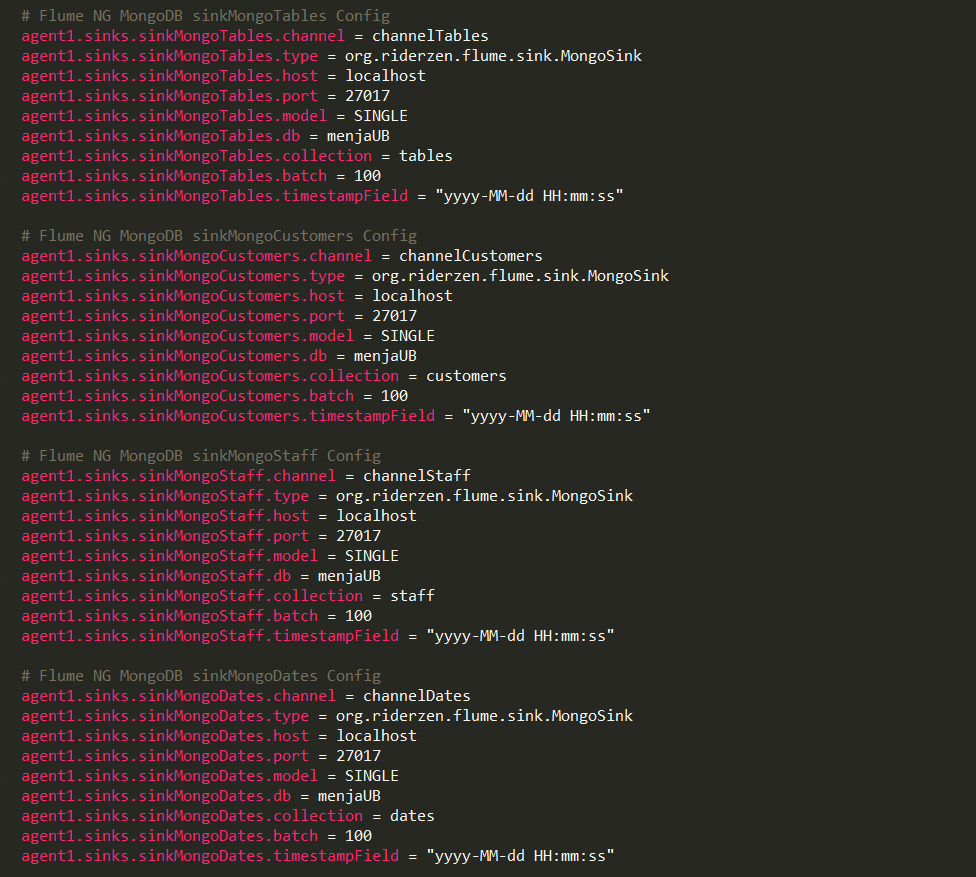 # Flume NG MongoDB sinkMongoTables Config
agent1.sinks.sinkMongoTables.channel = channelTables
agent1.sinks.sinkMongoTables.type = org.riderzen.flume.sink.MongoSink
agent1.sinks.sinkMongoTables.host = localhost
agent1.sinks.sinkMongoTables.port = 27017
agent1.sinks.sinkMongoTables.model = SINGLE
agent1.sinks.sinkMongoTables.db = menjaUB
agent1.sinks.sinkMongoTables.collection = tables
agent1.sinks.sinkMongoTables.batch = 100
agent1.sinks.sinkMongoTables.timestampField = "yyyy-MM-dd HH:mm:ss"

# Flume NG MongoDB sinkMongoCustomers Config
agent1.sinks.sinkMongoCustomers.channel = channelCustomers
agent1.sinks.sinkMongoCustomers.type = org.riderzen.flume.sink.MongoSink
agent1.sinks.sinkMongoCustomers.host = localhost
agent1.sinks.sinkMongoCustomers.port = 27017
agent1.sinks.sinkMongoCustomers.model = SINGLE
agent1.sinks.sinkMongoCustomers.db = menjaUB
agent1.sinks.sinkMongoCustomers.collection = customers
agent1.sinks.sinkMongoCustomers.batch = 100
agent1.sinks.sinkMongoCustomers.timestampField = "yyyy-MM-dd HH:mm:ss"

# Flume NG MongoDB sinkMongoStaff Config
agent1.sinks.sinkMongoStaff.channel = channelStaff
agent1.sinks.sinkMongoStaff.type = org.riderzen.flume.sink.MongoSink
agent1.sinks.sinkMongoStaff.host = localhost
agent1.sinks.sinkMongoStaff.port = 27017
agent1.sinks.sinkMongoStaff.model = SINGLE
agent1.sinks.sinkMongoStaff.db = menjaUB
agent1.sinks.sinkMongoStaff.collection = staff
agent1.sinks.sinkMongoStaff.batch = 100
agent1.sinks.sinkMongoStaff.timestampField = "yyyy-MM-dd HH:mm:ss"

# Flume NG MongoDB sinkMongoDates Config
agent1.sinks.sinkMongoDates.channel = channelDates
agent1.sinks.sinkMongoDates.type = org.riderzen.flume.sink.MongoSink
agent1.sinks.sinkMongoDates.host = localhost
agent1.sinks.sinkMongoDates.port = 27017
agent1.sinks.sinkMongoDates.model = SINGLE
agent1.sinks.sinkMongoDates.db = menjaUB
agent1.sinks.sinkMongoDates.collection = dates
agent1.sinks.sinkMongoDates.batch = 100
agent1.sinks.sinkMongoDates.timestampField = "yyyy-MM-dd HH:mm:ss"